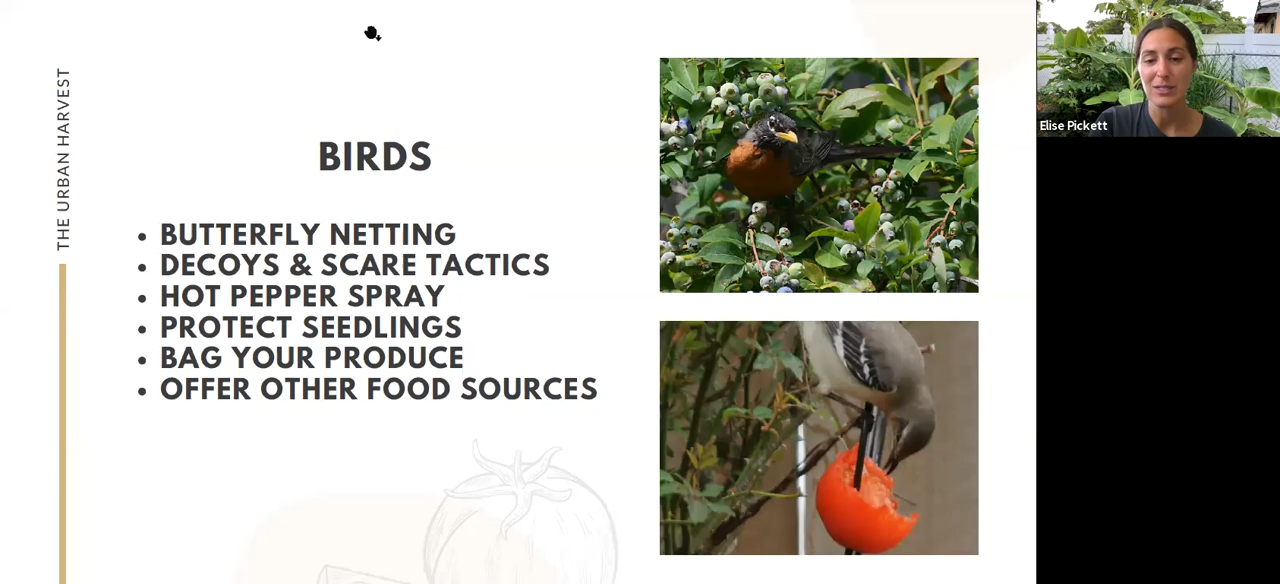 THE URBAN HARVEST
BIRDS
• BUTTERFLY NETTING
• DECOYS & SCARE TACTICS
• HOT PEPPER SPRAY
• PROTECT SEEDLINGS
• BAG YOUR PRODUCE
• OFFER OTHER FOOD SOURCES
Elise Pickett